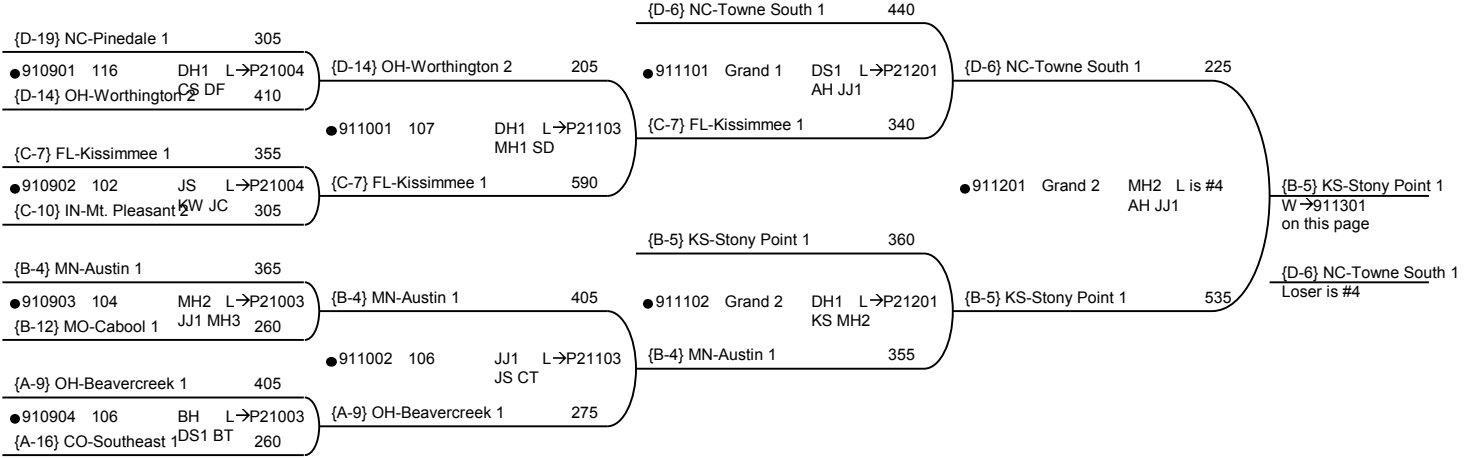 {D-6} NC-Towne South 1 440
{D-19} NC-Pinedale 1 305
●910901 116 DH1 L→P21004
CS DF
{D-14} OH-Worthington 2 410
{D-14} OH-Worthington 2 205
●911101 Grand 1 DS1 L→P21201
AH JJ1
{D-6} NC-Towne South 1 225
●911001 107 DH1 L→P21103
MH1 SD
{C-7} FL-Kissimmee 1 340
{C-7} FL-Kissimmee 1 355
●910902 102 JS L→P21004
KW JC
{C-10} IN-Mt. Pleasant 2 305
{C-7} FL-Kissimmee 1 590
●911201 Grand 2 MH2 L is #4
AH JJ1
{B-5} KS-Stony Point 1
W→911301
on this page
{B-5} KS-Stony Point 1 360
{B-4} MN-Austin 1 365
●910903 104 MH2 L→P21003
JJ1 MH3
{B-12} MO-Cabool 1 260
{B-4} MN-Austin 1 405
●911102 Grand 2 DH1 L→P21201
KS MH2
{B-5} KS-Stony Point 1 535
{D-6} NC-Towne South 1
Loser is #4
●911002 106 JJ1 L→P21103
JS CT
{B-4} MN-Austin 1 355
{A-9} OH-Beavercreek 1 405
●910904 106 BH L→P21003
DS1 BT
{A-16} CO-Southeast 1 260
{A-9} OH-Beavercreek 1 275